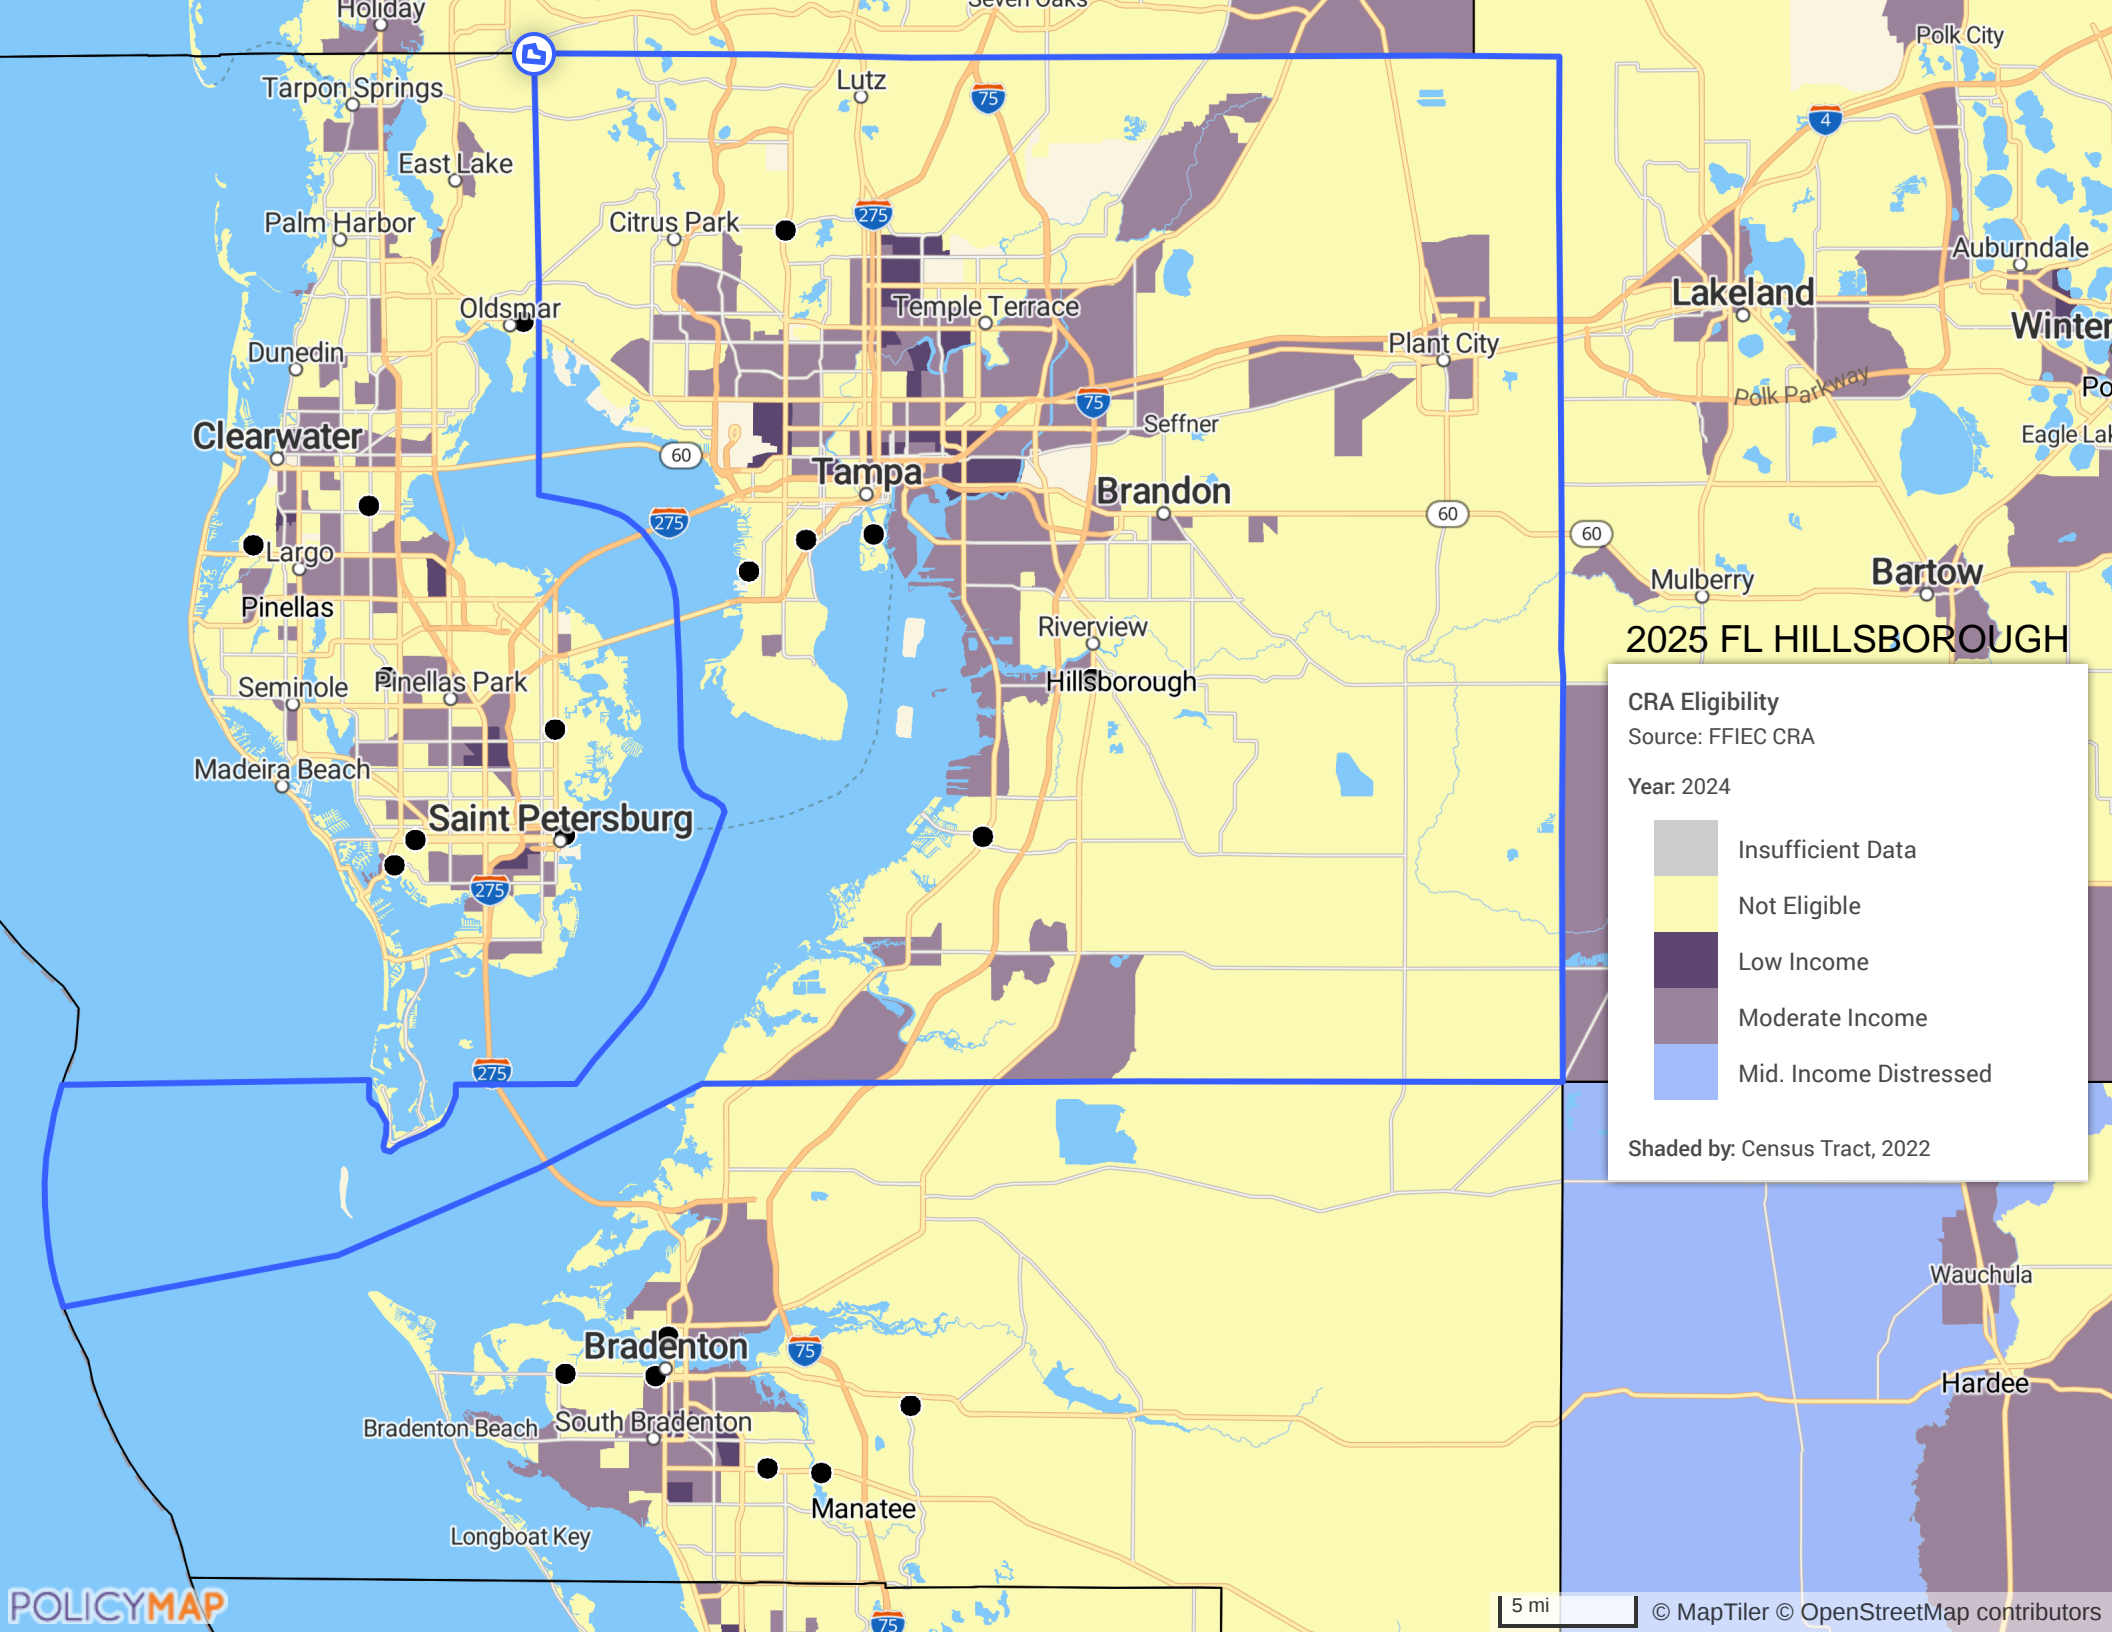 Holiday
Seven Oaks
Polk City
Tarpon Springs
Lutz
75
4
East Lake
Palm Harbor
Citrus Park
275
Auburndale
Oldsmar
Temple Terrace
Lakeland
Winter
Dunedin
Plant City
Polk Parkway
Po
75
Seffner
Clearwater
60
Eagle Lak
Tampa
Brandon
275
60
60
Largo
Mulberry
Bartow
Pinellas
Riverview
2025 FL HILLSBOROUGH
Seminole
Pinellas Park
Hillsborough
CRA Eligibility
Source: FFIEC CRA
Year: 2024
Insufficient Data
Not Eligible
Low Income
Moderate Income
Mid. Income Distressed
Shaded by: Census Tract, 2022
Madeira Beach
Saint Petersburg
275
275
Wauchula
Bradenton
75
Hardee
Bradenton Beach
South Bradenton
Manatee
Longboat Key
POLICYMAP
75
5 mi
© MapTiler © OpenStreetMap contributors